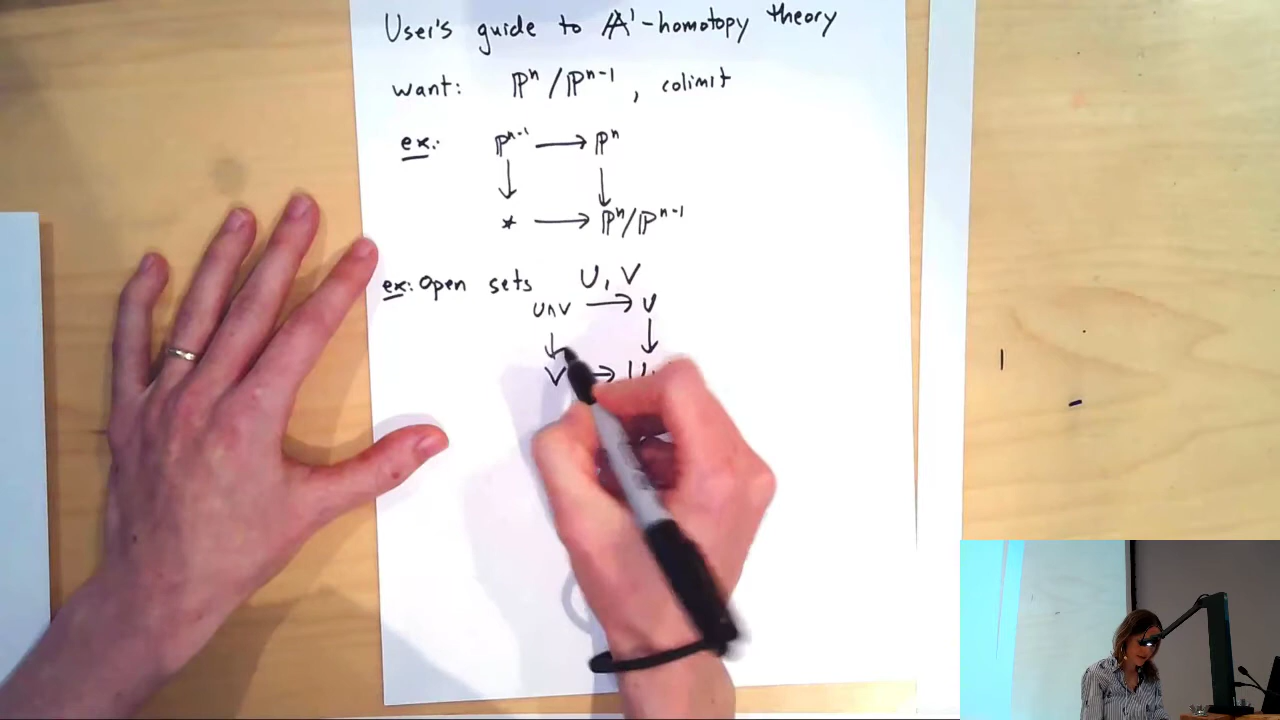 User's guide to 𝔸¹-homotopy theory
want: ℙⁿ/ℙⁿ⁻¹, colimit
ex: ℙⁿ⁻¹ → ℙⁿ
↓ ↓
* → ℙⁿ/ℙⁿ⁻¹
ex: Open sets U, V
U∩V → U
↓ ↓
V → U